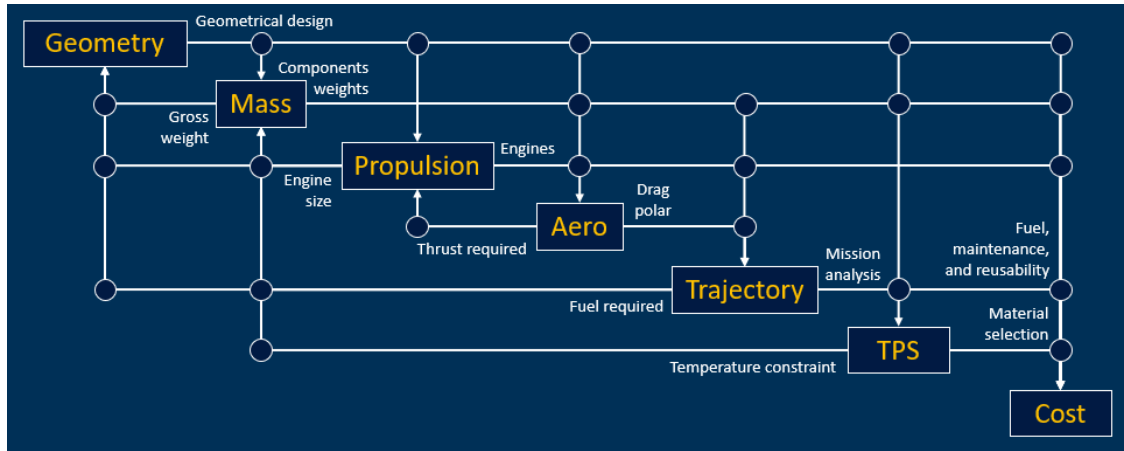 Geometrical design
Geometry
Components
weights
Mass
Gross
weight
Engines
Propulsion
Engine
size
Drag
polar
Aero
Thrust required
Fuel,
maintenance,
and reusability
Mission
analysis
Trajectory
Fuel required
Material
selection
TPS
Temperature constraint
Cost